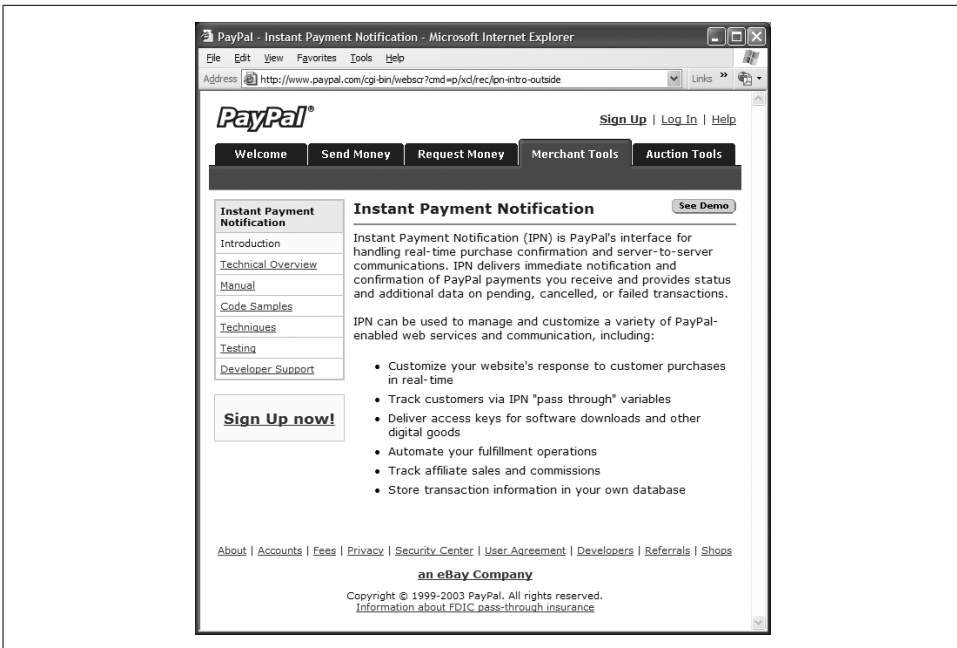 PayPal - Instant Payment Notification - Microsoft Internet Explorer
File Edit View Favorites Tools Help
Address http://www.paypal.com/cgi-bin/webscr?cmd=p/xcl/rec/ipn-intro-outside Links »
PayPal®
Sign Up | Log In | Help
Welcome Send Money Request Money Merchant Tools Auction Tools
Instant Payment
Notification
Introduction
Technical Overview
Manual
Code Samples
Techniques
Testing
Developer Support
Sign Up now!
Instant Payment Notification
See Demo
Instant Payment Notification (IPN) is PayPal's interface for
handling real-time purchase confirmation and server-to-server
communications. IPN delivers immediate notification and
confirmation of PayPal payments you receive and provides status
and additional data on pending, cancelled, or failed transactions.
IPN can be used to manage and customize a variety of PayPal-
enabled web services and communication, including:
• Customize your website's response to customer purchases
in real-time
• Track customers via IPN "pass through" variables
• Deliver access keys for software downloads and other
digital goods
• Automate your fulfillment operations
• Track affiliate sales and commissions
• Store transaction information in your own database
About | Accounts | Fees | Privacy | Security Center | User Agreement | Developers | Referrals | Shops
an eBay Company
Copyright © 1999-2003 PayPal. All rights reserved.
Information about FDIC pass-through insurance